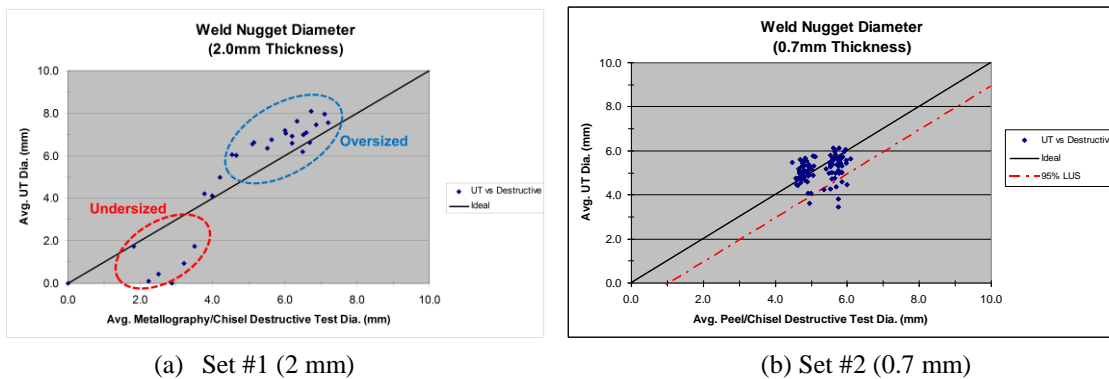 Weld Nugget Diameter
(2.0mm Thickness)
10.0
8.0
6.0
4.0
2.0
0.0
Avg. UT Dia. (mm)
Oversized
Undersized
UT vs Destructive
Ideal
0.0 2.0 4.0 6.0 8.0 10.0
Avg. Metallography/Chisel Destructive Test Dia. (mm)
(a) Set #1 (2 mm)
Weld Nugget Diameter
(0.7mm Thickness)
10.0
8.0
6.0
4.0
2.0
0.0
Avg. UT Dia. (mm)
UT vs Destructive
Ideal
95% LUS
0.0 2.0 4.0 6.0 8.0 10.0
Avg. Peel/Chisel Destructive Test Dia. (mm)
(b) Set #2 (0.7 mm)